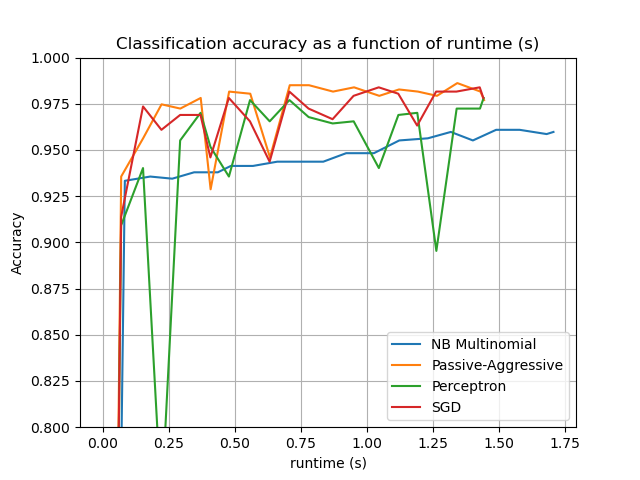 Classification accuracy as a function of runtime (s)
1.000
0.975
0.950
0.925
0.900
0.875
0.850
0.825
0.800
Accuracy
NB Multinomial
Passive-Aggressive
Perceptron
SGD
0.00 0.25 0.50 0.75 1.00 1.25 1.50 1.75
runtime (s)